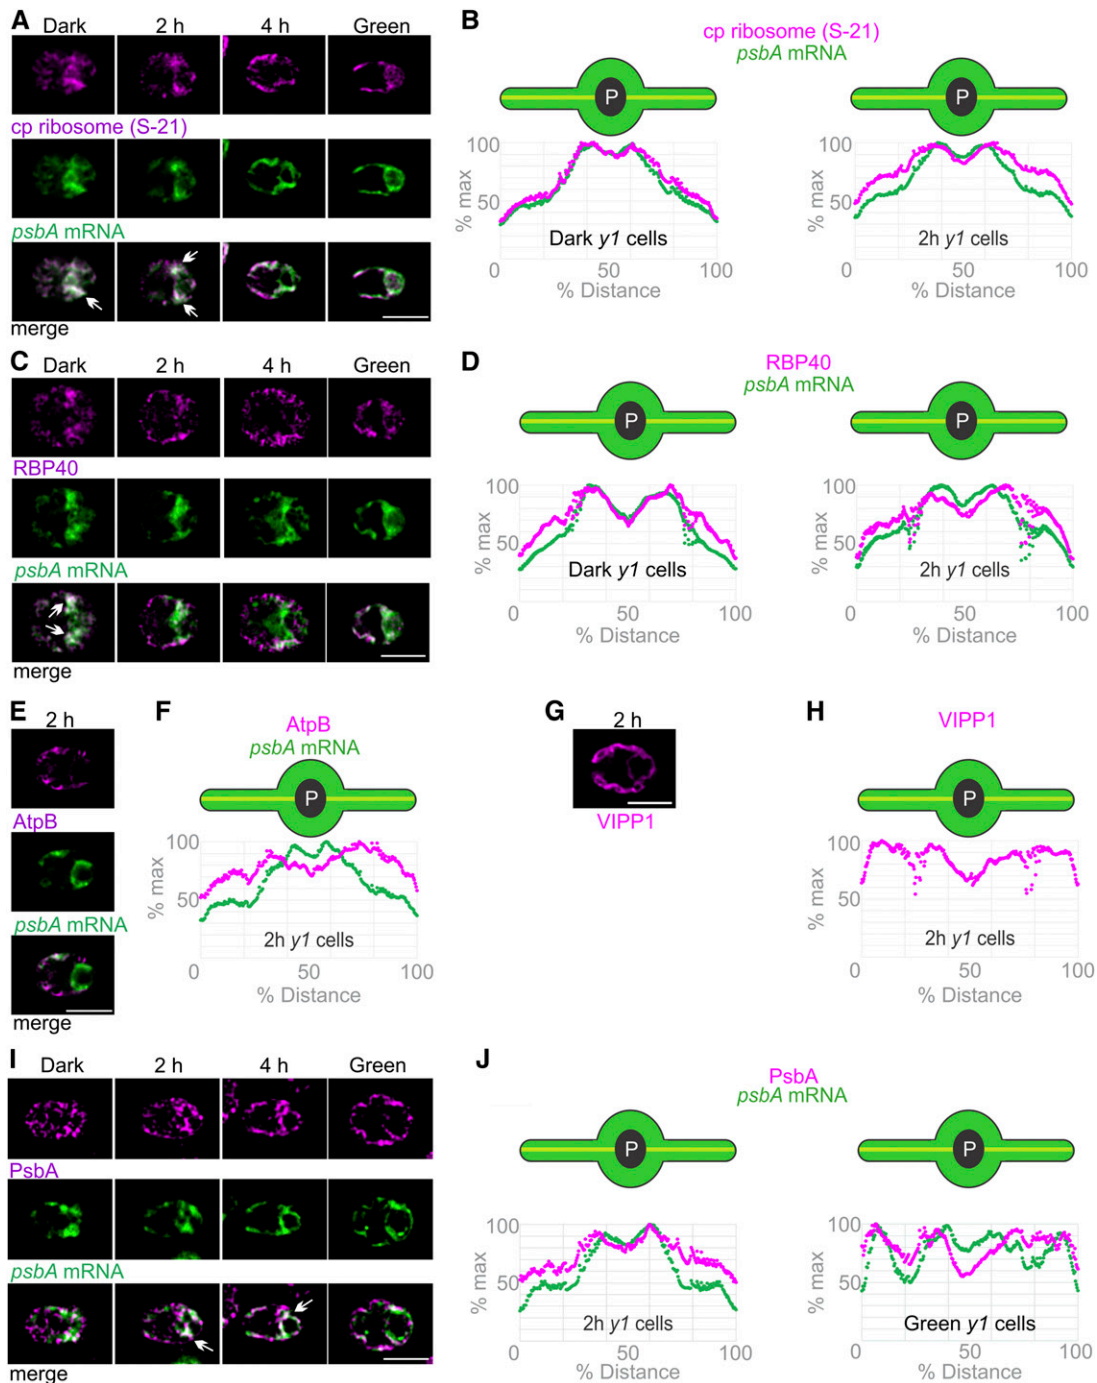 A
Dark 2 h 4 h Green
cp ribosome (S-21)
psbA mRNA
merge
B
cp ribosome (S-21)
psbA mRNA
P P
100 100
50 50
% max % max
Dark y1 cells 2h y1 cells
0 50 100 0 50 100
% Distance % Distance
C
Dark 2 h 4 h Green
RBP40
psbA mRNA
merge
D
RBP40
psbA mRNA
P P
100 100
50 50
% max % max
Dark y1 cells 2h y1 cells
0 50 100 0 50 100
% Distance % Distance
E
2 h
AtpB
psbA mRNA
merge
F
AtpB
psbA mRNA
P
100
50
% max
2h y1 cells
0 50 100
% Distance
G
2 h
VIPP1
H
VIPP1
P
100
50
% max
2h y1 cells
0 50 100
% Distance
I
Dark 2 h 4 h Green
PsbA
psbA mRNA
merge
J
PsbA
psbA mRNA
P P
100 100
50 50
% max % max
2h y1 cells Green y1 cells
0 50 100 0 50 100
% Distance % Distance